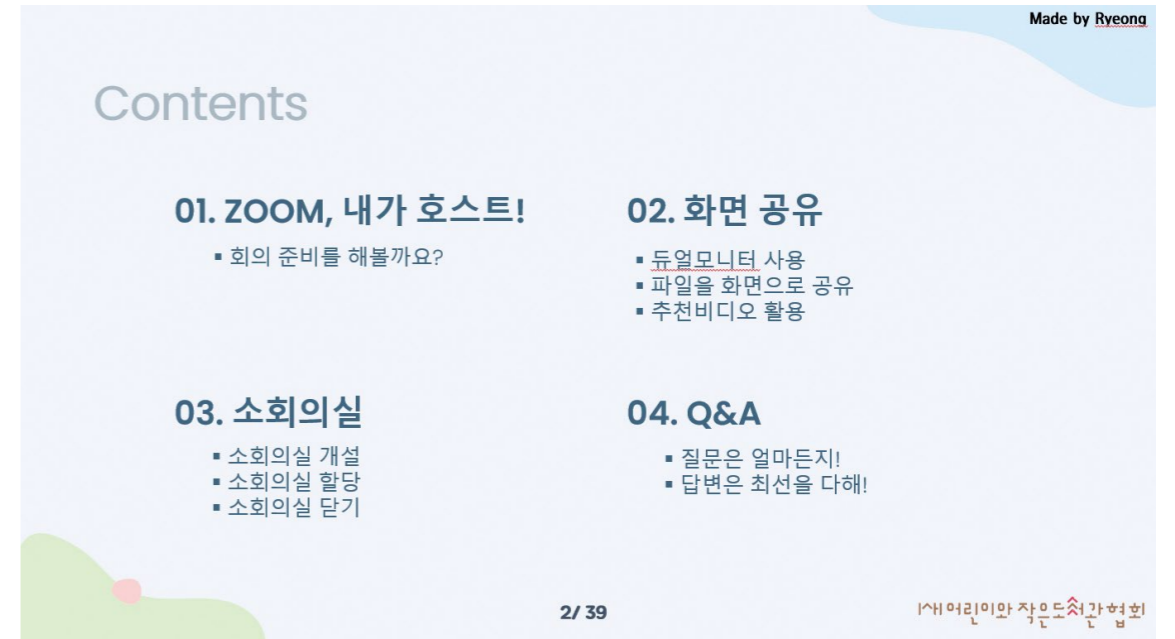 Made by Ryeong
Contents
01. ZOOM, 내가 호스트!
▪ 회의 준비를 해볼까요?
02. 화면 공유
▪ 듀얼모니터 사용
▪ 파일을 화면으로 공유
▪ 추천비디오 활용
03. 소회의실
▪ 소회의실 개설
▪ 소회의실 할당
▪ 소회의실 닫기
04. Q&A
▪ 질문은 얼마든지!
▪ 답변은 최선을 다해!
2/ 39
어린이와 작은도서관협회